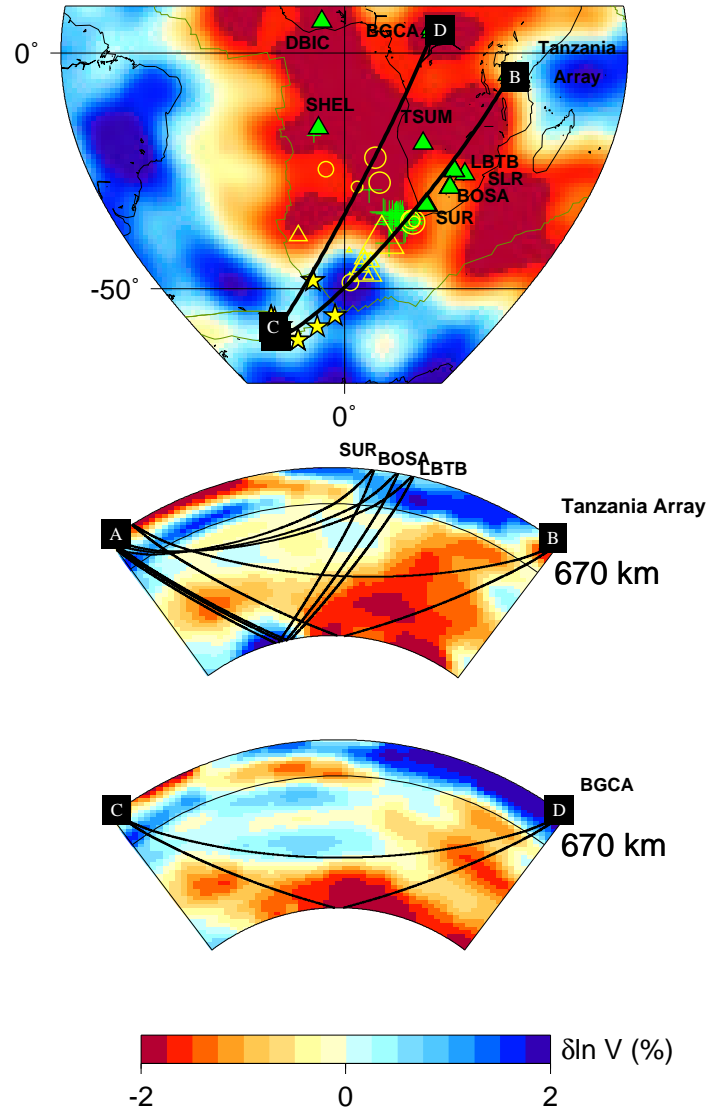 DBIC
BGCA
D
Tanzania
0°
B
Array
SHEL
TSUM
LBTB
SLR
BOSA
SUR
-50°
C
0°
SUR
BOSA
LBTB
Tanzania Array
A
B
670 km
BGCA
C
D
670 km
δln V (%)
-2
0
2